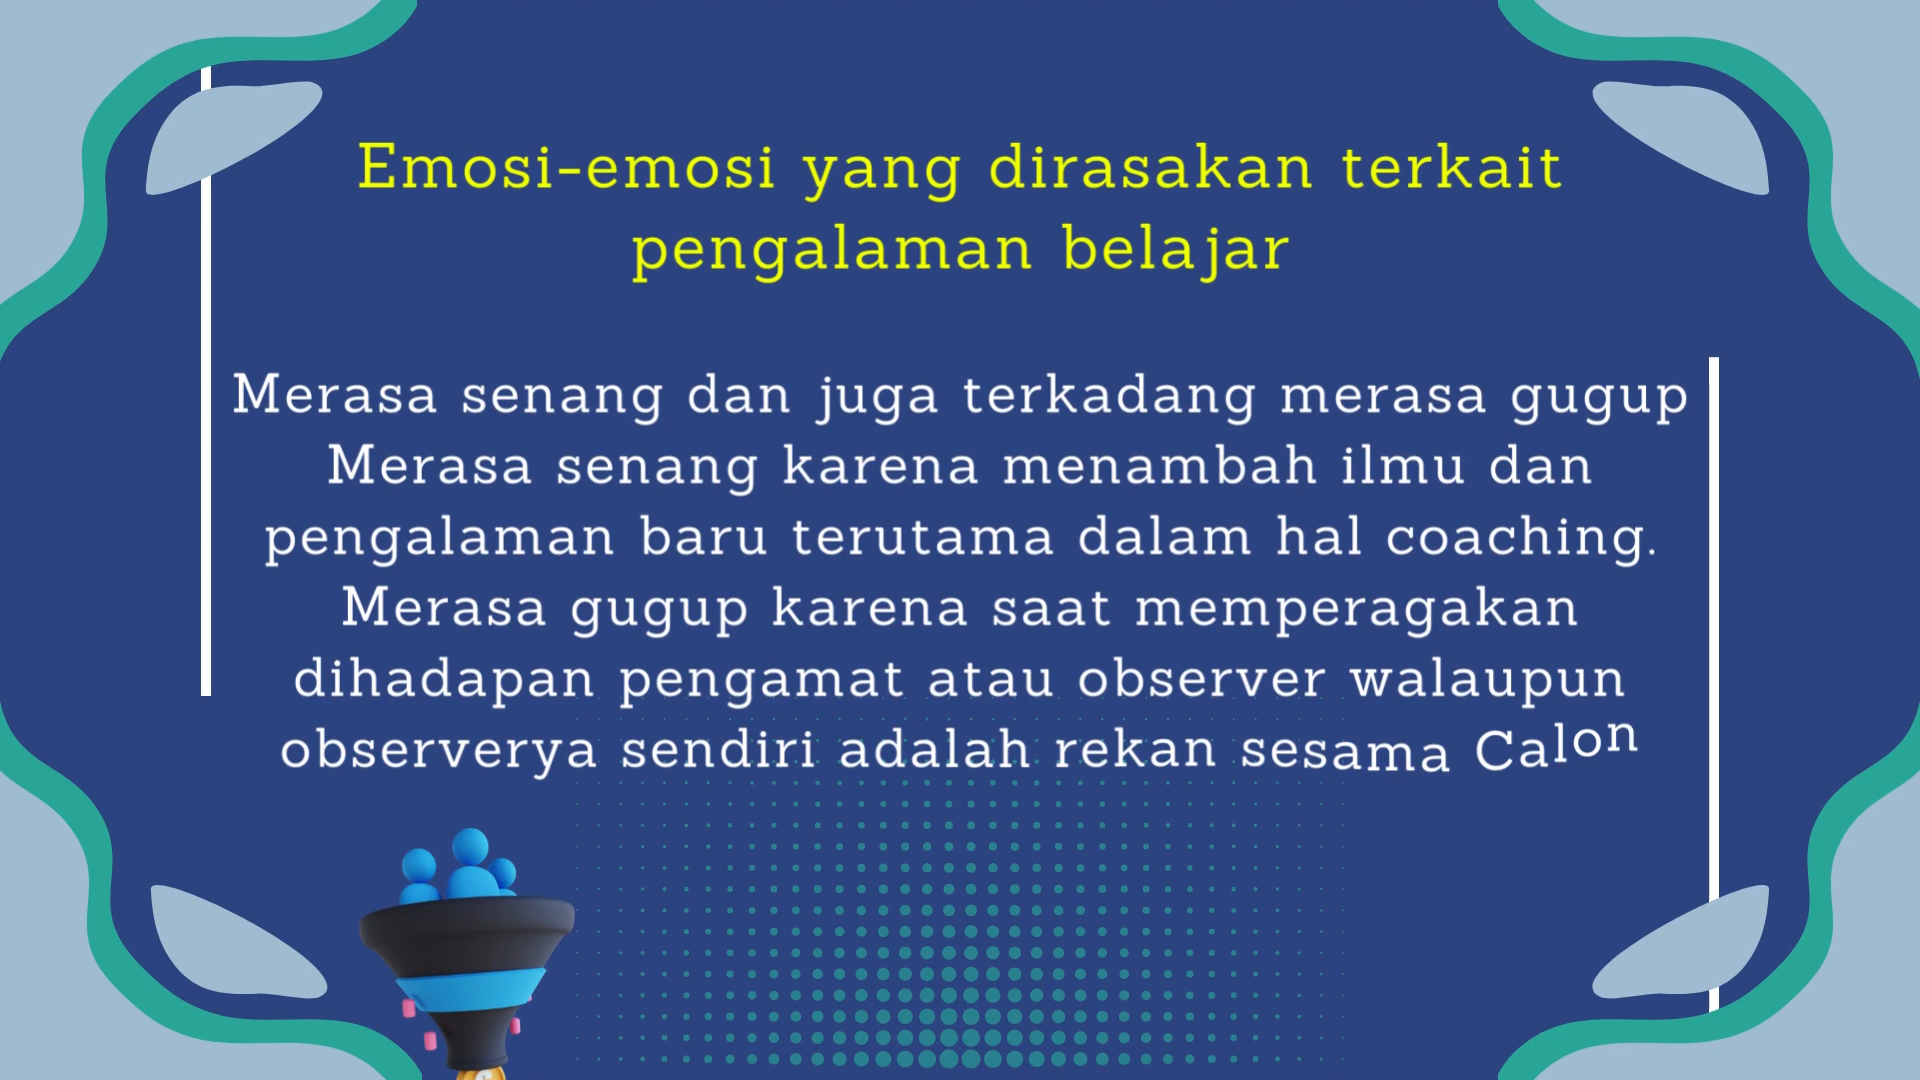 Emosi-emosi yang dirasakan terkait
pengalaman belajar
Merasa senang dan juga terkadang merasa gugup
Merasa senang karena menambah ilmu dan
pengalaman baru terutama dalam hal coaching.
Merasa gugup karena saat memperagakan
dihadapan pengamat atau observer walaupun
observerya sendiri adalah rekan sesama Calon